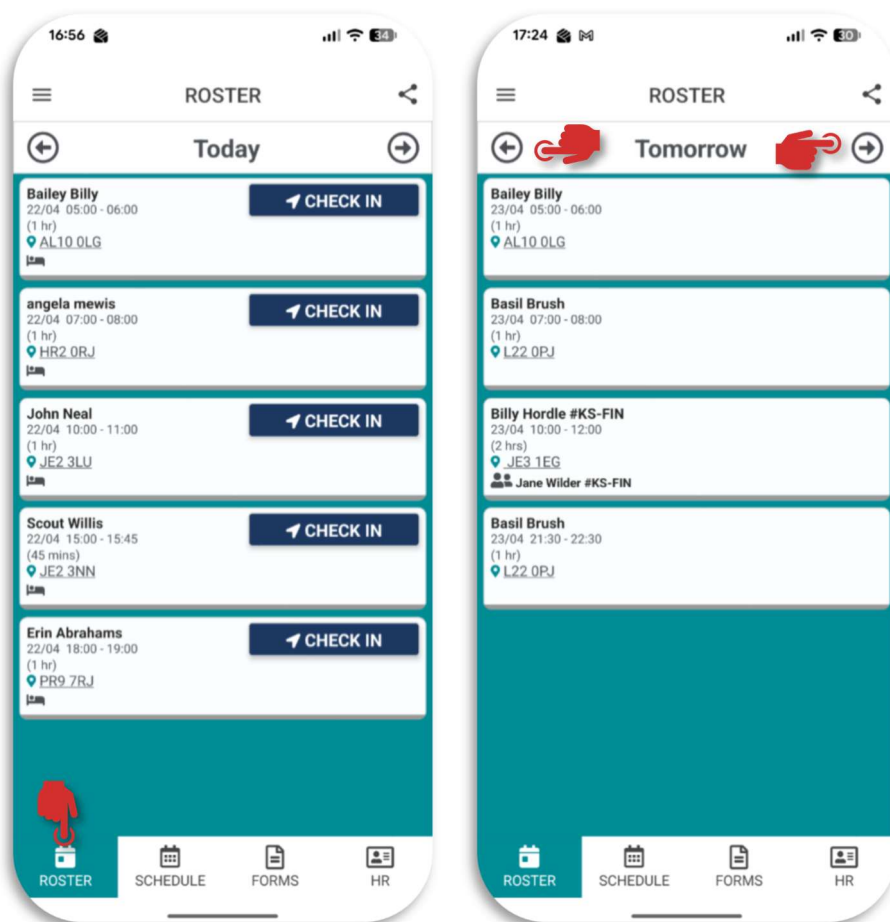 16:56
34
ROSTER
Today
Bailey Billy
22/04 05:00 - 06:00
CHECK IN
(1 hr)
AL10 0LG
angela mewis
22/04 07:00 - 08:00
CHECK IN
(1 hr)
HR2 0RJ
John Neal
22/04 10:00 - 11:00
CHECK IN
(1 hr)
JE2 3LU
Scout Willis
22/04 15:00 - 15:45
CHECK IN
(45 mins)
JE2 3NN
Erin Abrahams
22/04 18:00 - 19:00
CHECK IN
(1 hr)
PR9 7RJ
ROSTER SCHEDULE FORMS HR
17:24
30
ROSTER
Tomorrow
Bailey Billy
23/04 05:00 - 06:00
(1 hr)
AL10 0LG
Basil Brush
23/04 07:00 - 08:00
(1 hr)
L22 0PJ
Billy Hordle #KS-FIN
23/04 10:00 - 12:00
(2 hrs)
JE3 1EG
Jane Wilder #KS-FIN
Basil Brush
23/04 21:30 - 22:30
(1 hr)
L22 0PJ
ROSTER SCHEDULE FORMS HR